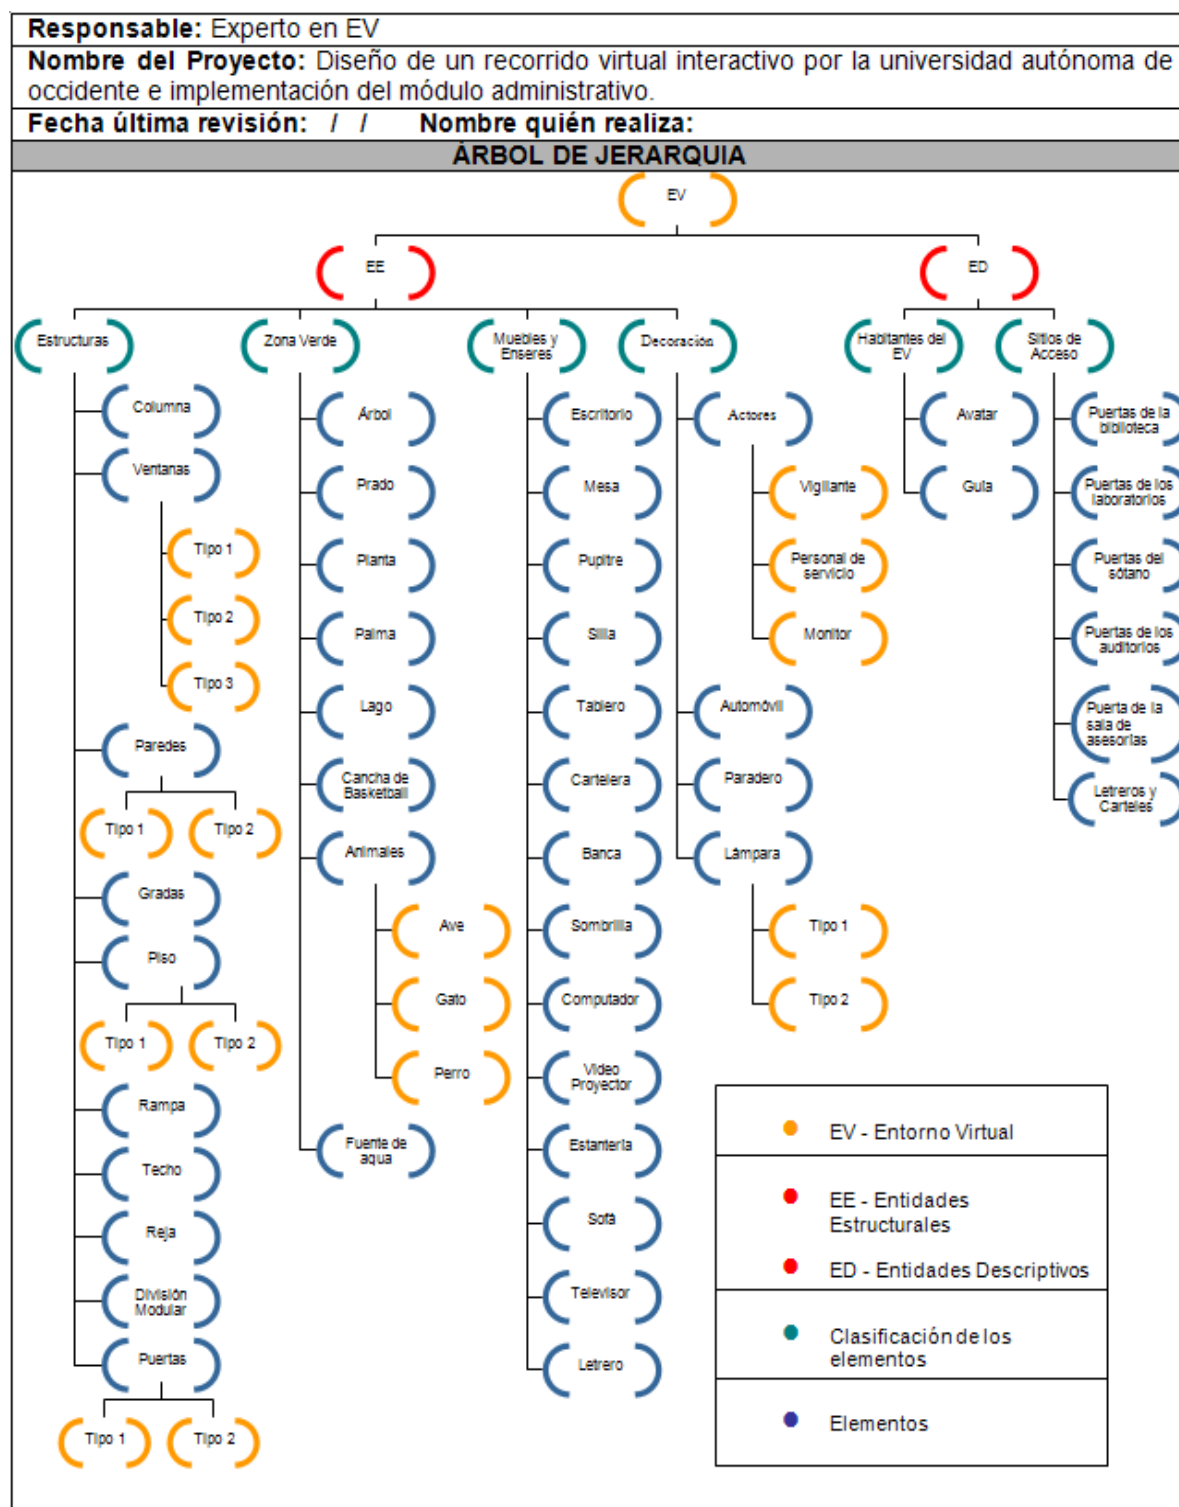 Responsable: Experto en EV
Nombre del Proyecto: Diseño de un recorrido virtual interactivo por la universidad autónoma de
occidente e implementación del módulo administrativo.
Fecha última revisión: / / Nombre quién realiza:
ÁRBOL DE JERARQUIA
EV
EE
ED
Estructuras
Zona Verde
Muebles y
Enseres
Decoración
Habitantes del
EV
Sitios de
Acceso
Columna
Ventanas
Tipo 1
Tipo 2
Tipo 3
Paredes
Tipo 1
Tipo 2
Gradas
Piso
Tipo 1
Tipo 2
Rampa
Techo
Reja
División
Modular
Puertas
Tipo 1
Tipo 2
Árbol
Prado
Planta
Palma
Lago
Cancha de
Basketball
Animales
Ave
Gato
Perro
Fuente de
agua
Escritorio
Mesa
Pupitre
Silla
Tablero
Cartelera
Banca
Sombrilla
Computador
Video
Proyector
Estantería
Sofá
Televisor
Letrero
Actores
Vigilante
Personal de
servicio
Monitor
Automóvil
Paradero
Lámpara
Tipo 1
Tipo 2
Avatar
Guía
Puertas de la
biblioteca
Puertas de los
laboratorios
Puertas del
sótano
Puertas de los
auditorios
Puerta de la
sala de
asesorías
Letreros y
Carteles
EV - Entorno Virtual
EE - Entidades
Estructurales
ED - Entidades Descriptivos
Clasificación de los
elementos
Elementos